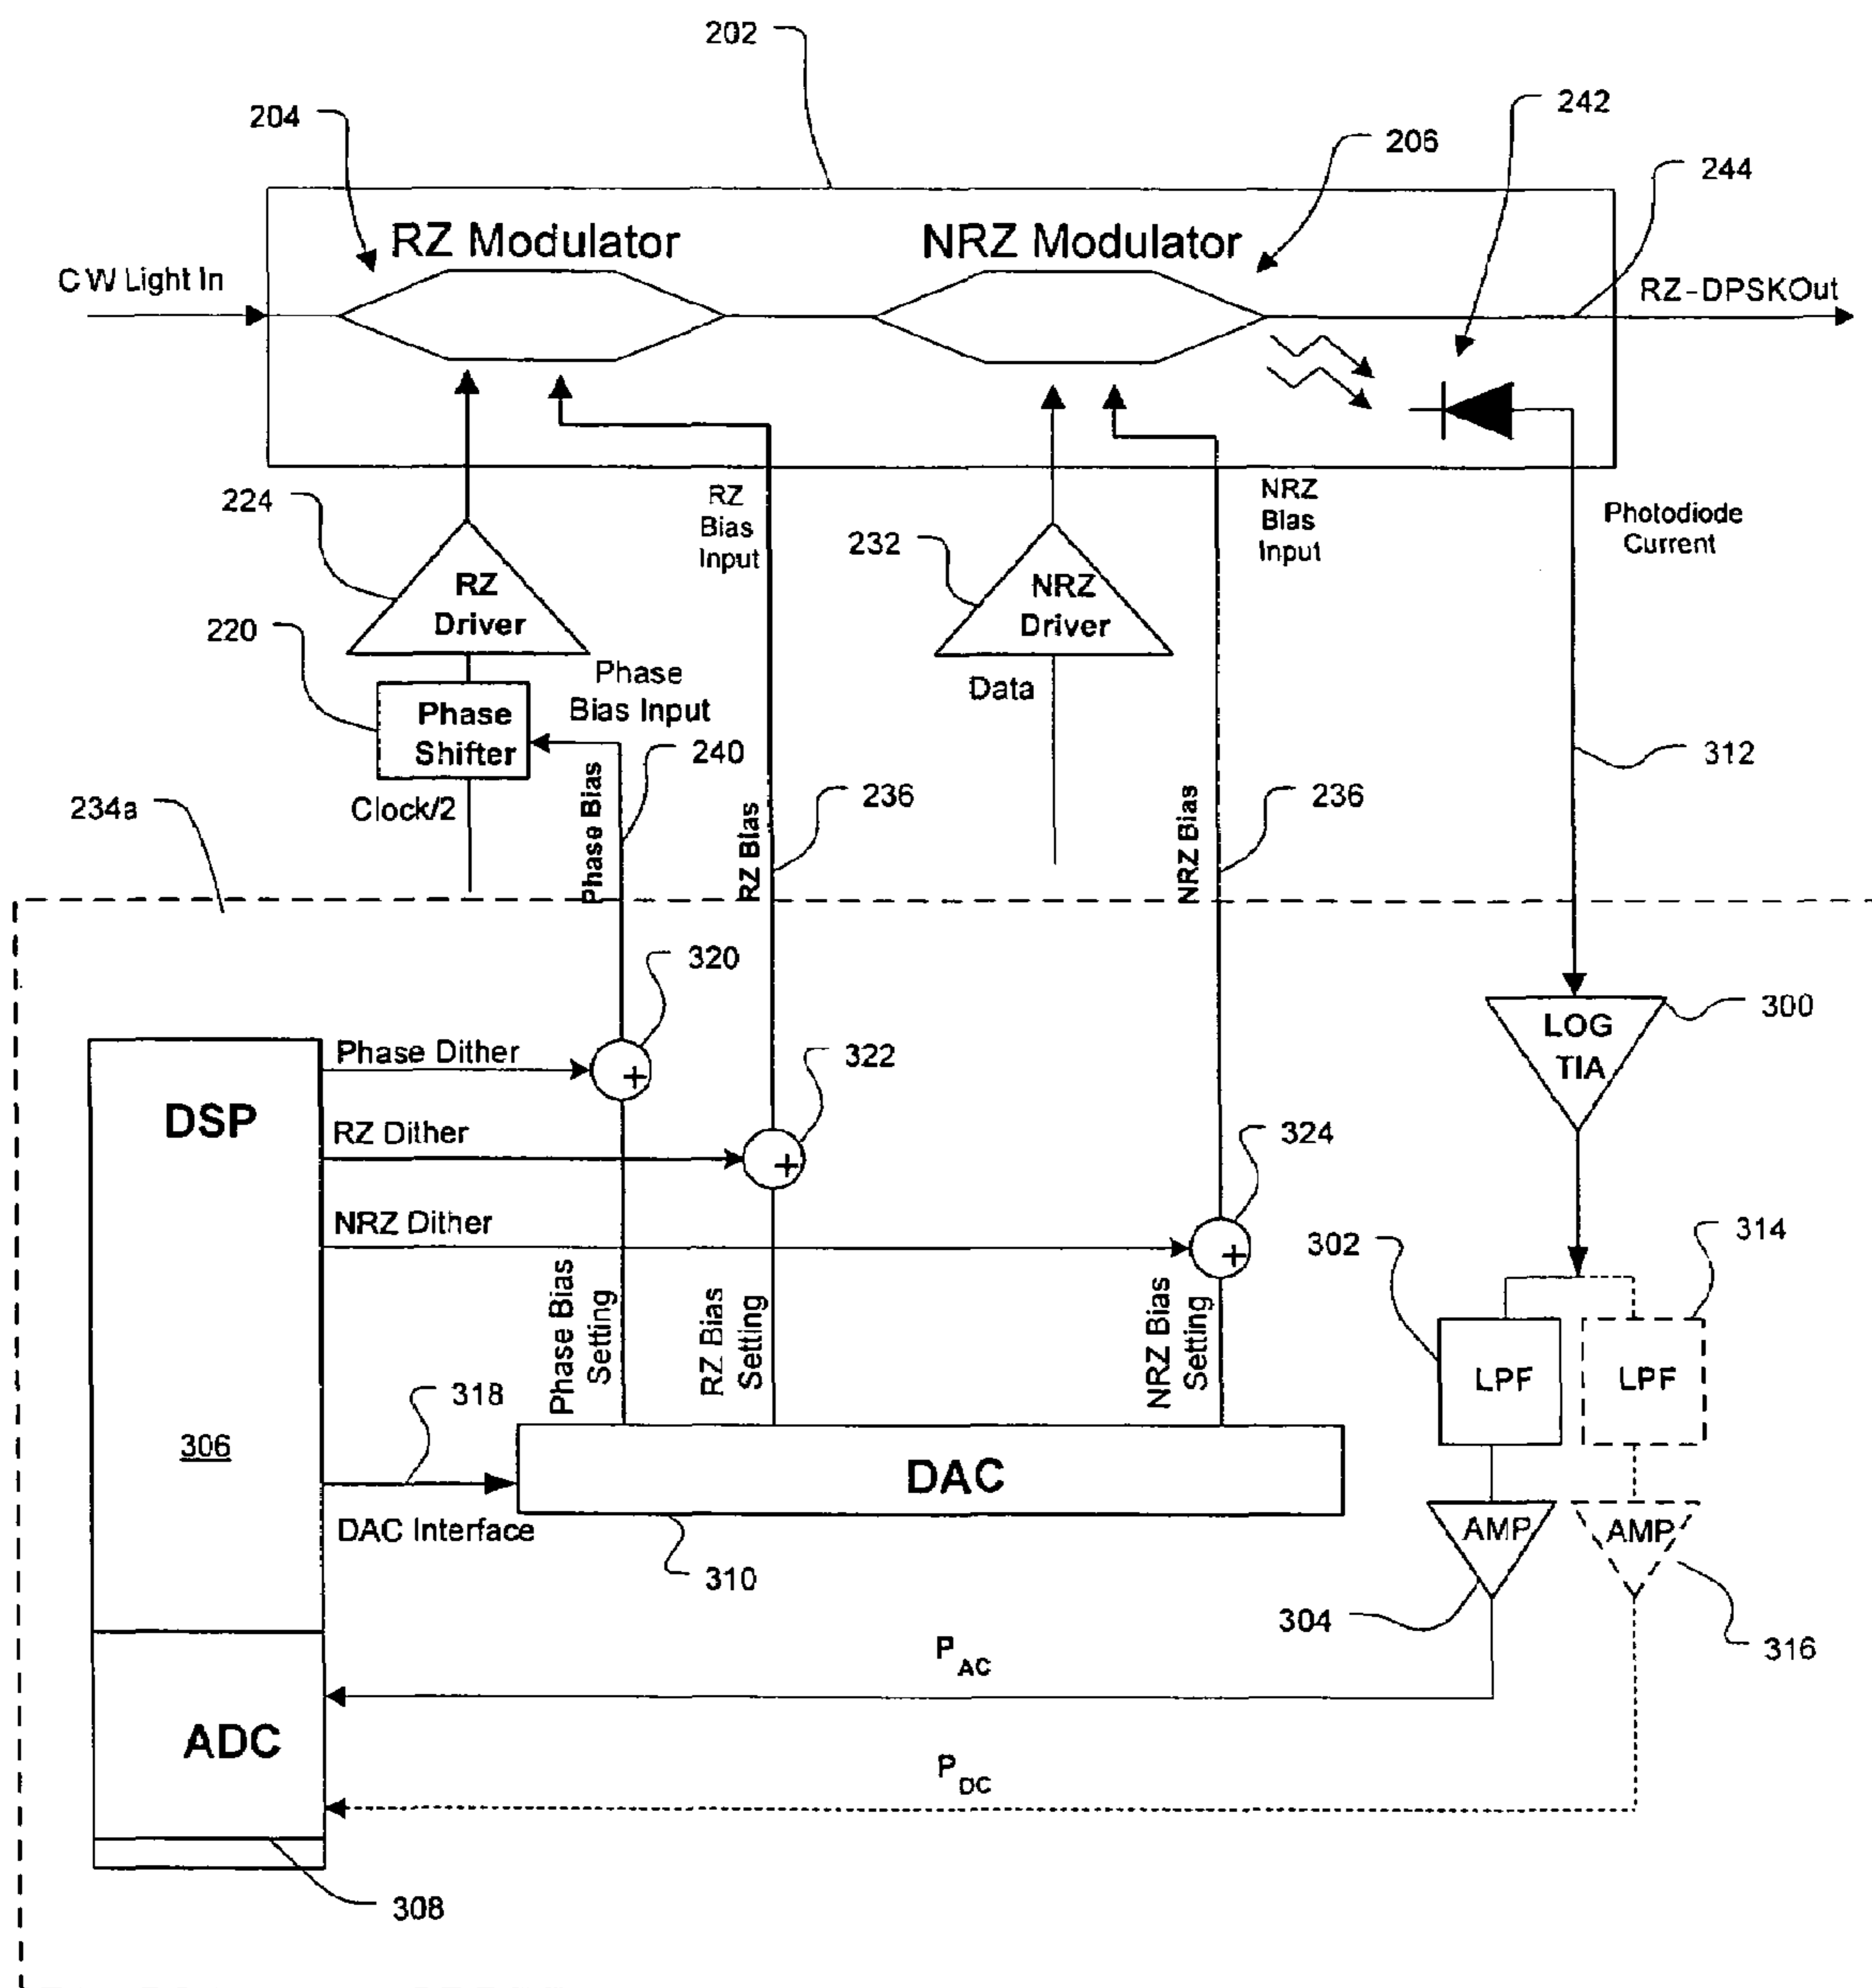 202
204
242
206
244
RZ Modulator
NRZ Modulator
CW Light In
RZ-DPSKOut
224
RZ
Bias
Input
NRZ
Bias
Input
Photodiode
Current
232
RZ
Driver
NRZ
Driver
220
Phase
Bias Input
Data
Phase
Shifter
240
312
234a
Clock/2
Phase Bias
RZ Bias
236
NRZ Bias
236
320
300
LOG
TIA
Phase Dither
+
322
DSP
RZ Dither
+
324
NRZ Dither
+
302
314
Phase Bias
Setting
RZ Bias
Setting
NRZ Bias
Setting
LPF
LPF
318
306
DAC
DAC Interface
AMP
AMP
310
304
316
PAC
ADC
PDC
308